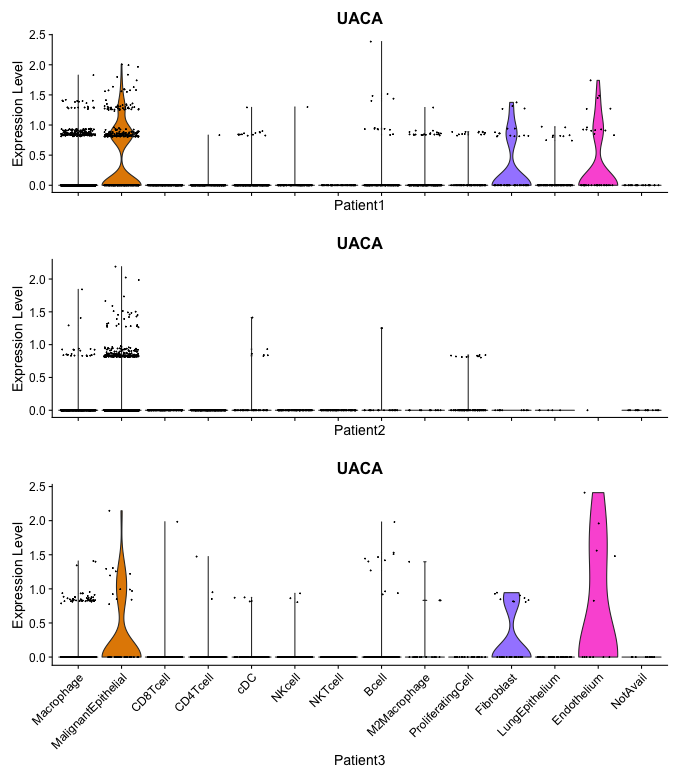 UACA
Expression Level
2.5
2.0
1.5
1.0
0.5
0.0
Patient1
UACA
Expression Level
2.0
1.5
1.0
0.5
0.0
Patient2
UACA
Expression Level
2.5
2.0
1.5
1.0
0.5
0.0
Macrophage
MalignantEpithelial
CD8Tcell
CD4Tcell
cDC
NKcell
NKTcell
Bcell
M2Macrophage
ProliferatingCell
Fibroblast
LungEpithelium
Endothelium
NotAvail
Patient3